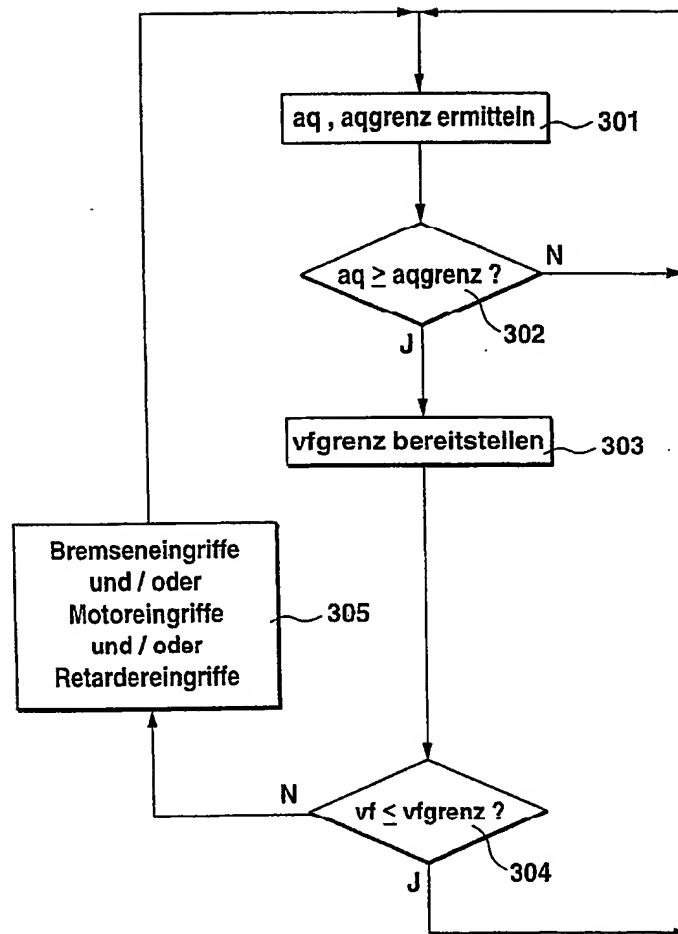 aq , aqgrenz ermitteln
301
N
aq ≥ aqgrenz ?
302
J
vfgrenz bereitstellen
303
Bremseneingriffe
und / oder
Motoreingriffe
und / oder
Retardereingriffe
305
N
vf ≤ vfgrenz ?
304
J